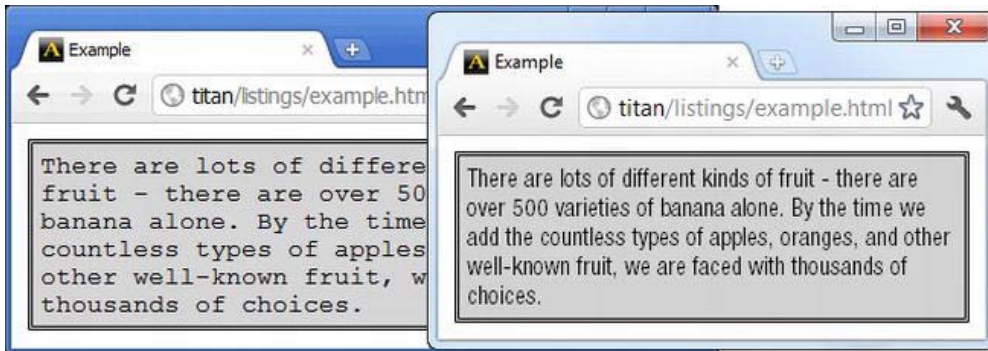 Example
titan/listings/example.htm
There are lots of differe
fruit - there are over 50
banana alone. By the time
countless types of apples
other well-known fruit, w
thousands of choices.
Example
titan/listings/example.html
There are lots of different kinds of fruit - there are
over 500 varieties of banana alone. By the time we
add the countless types of apples, oranges, and other
well-known fruit, we are faced with thousands of
choices.